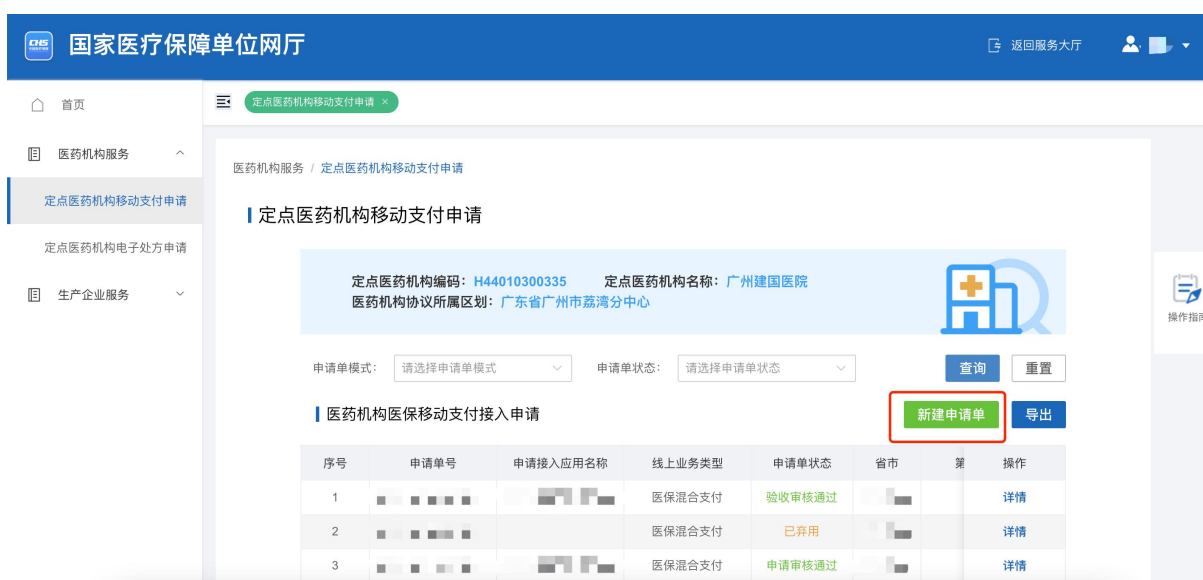 CHS 国家医疗保障单位网厅
返回服务大厅
首页
定点医药机构移动支付申请 ×
医药机构服务
医药机构服务 / 定点医药机构移动支付申请
定点医药机构移动支付申请
定点医药机构移动支付申请
定点医药机构电子处方申请
生产企业服务
定点医药机构编码：H44010300335 定点医药机构名称：广州建国医院
医药机构协议所属区划：广东省广州市荔湾分中心
操作指南
申请单模式： 请选择申请单模式 申请单状态： 请选择申请单状态 查询 重置
医药机构医保移动支付接入申请 新建申请单 导出
序号 申请单号 申请接入应用名称 线上业务类型 申请单状态 省市 第 操作
1 医保混合支付 验收审核通过 详情
2 医保混合支付 已弃用 详情
3 医保混合支付 申请审核通过 详情